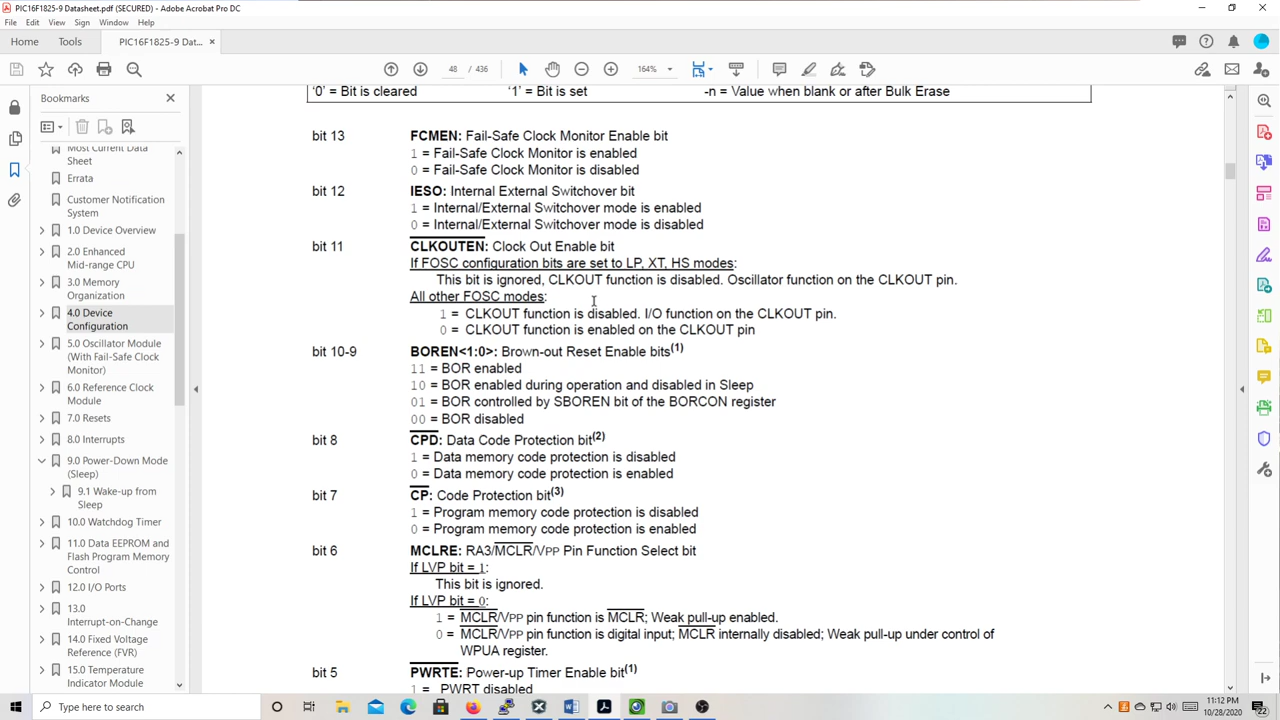 PIC16F1825-9 Datasheet.pdf (SECURED) - Adobe Acrobat Pro DC
File Edit View Sign Window Help
Home Tools PIC16F1825-9 Dat... ×
48 / 436 164%
Bookmarks
Most Current Data
Sheet
Errata
Customer Notification
System
1.0 Device Overview
2.0 Enhanced
Mid-range CPU
3.0 Memory
Organization
4.0 Device
Configuration
5.0 Oscillator Module
(With Fail-Safe Clock
Monitor)
6.0 Reference Clock
Module
7.0 Resets
8.0 Interrupts
9.0 Power-Down Mode
(Sleep)
9.1 Wake-up from
Sleep
10.0 Watchdog Timer
11.0 Data EEPROM and
Flash Program Memory
Control
12.0 I/O Ports
13.0
Interrupt-on-Change
14.0 Fixed Voltage
Reference (FVR)
15.0 Temperature
Indicator Module
'0' = Bit is cleared '1' = Bit is set -n = Value when blank or after Bulk Erase
bit 13 FCMEN: Fail-Safe Clock Monitor Enable bit
1 = Fail-Safe Clock Monitor is enabled
0 = Fail-Safe Clock Monitor is disabled
bit 12 IESO: Internal External Switchover bit
1 = Internal/External Switchover mode is enabled
0 = Internal/External Switchover mode is disabled
bit 11 CLKOUTEN: Clock Out Enable bit
If FOSC configuration bits are set to LP, XT, HS modes:
This bit is ignored, CLKOUT function is disabled. Oscillator function on the CLKOUT pin.
All other FOSC modes:
1 = CLKOUT function is disabled. I/O function on the CLKOUT pin.
0 = CLKOUT function is enabled on the CLKOUT pin
bit 10-9 BOREN<1:0>: Brown-out Reset Enable bits(1)
11 = BOR enabled
10 = BOR enabled during operation and disabled in Sleep
01 = BOR controlled by SBOREN bit of the BORCON register
00 = BOR disabled
bit 8 CPD: Data Code Protection bit(2)
1 = Data memory code protection is disabled
0 = Data memory code protection is enabled
bit 7 CP: Code Protection bit(3)
1 = Program memory code protection is disabled
0 = Program memory code protection is enabled
bit 6 MCLRE: RA3/MCLR/VPP Pin Function Select bit
If LVP bit = 1:
This bit is ignored.
If LVP bit = 0:
1 = MCLR/VPP pin function is MCLR; Weak pull-up enabled.
0 = MCLR/VPP pin function is digital input; MCLR internally disabled; Weak pull-up under control of
WPUA register.
bit 5 PWRTE: Power-up Timer Enable bit(1)
1 = PWRT disabled
Type here to search
11:12 PM
10/28/2020
22